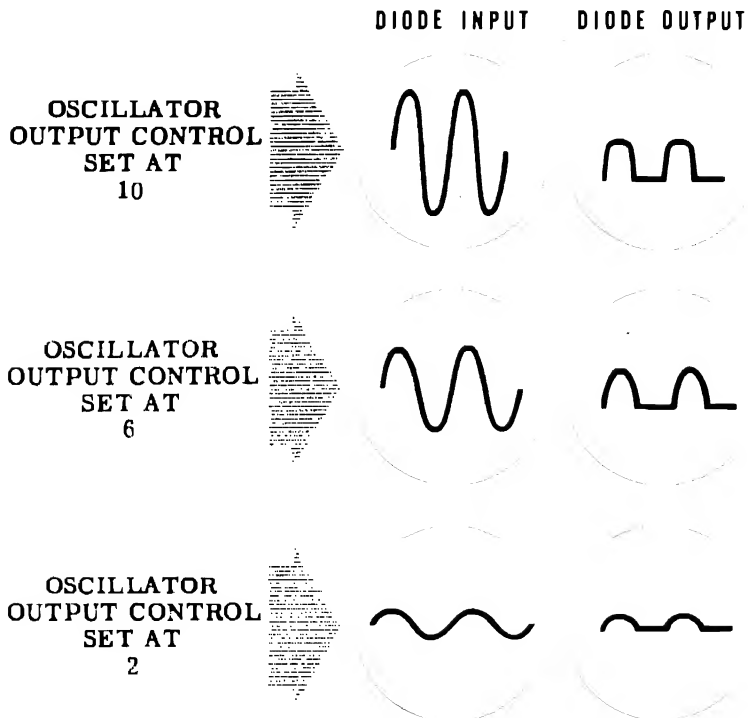 DIODE INPUT DIODE OUTPUT
OSCILLATOR
OUTPUT CONTROL
SET AT
10
OSCILLATOR
OUTPUT CONTROL
SET AT
6
OSCILLATOR
OUTPUT CONTROL
SET AT
2